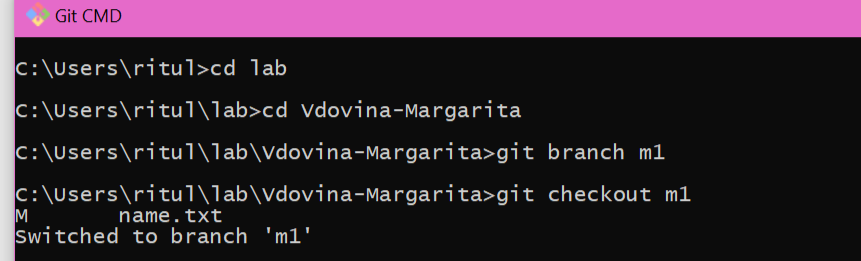 Git CMD
C:\Users\ritul>cd lab
C:\Users\ritul\lab>cd Vdovina-Margarita
C:\Users\ritul\lab\Vdovina-Margarita>git branch m1
C:\Users\ritul\lab\Vdovina-Margarita>git checkout m1
M       name.txt
Switched to branch 'm1'